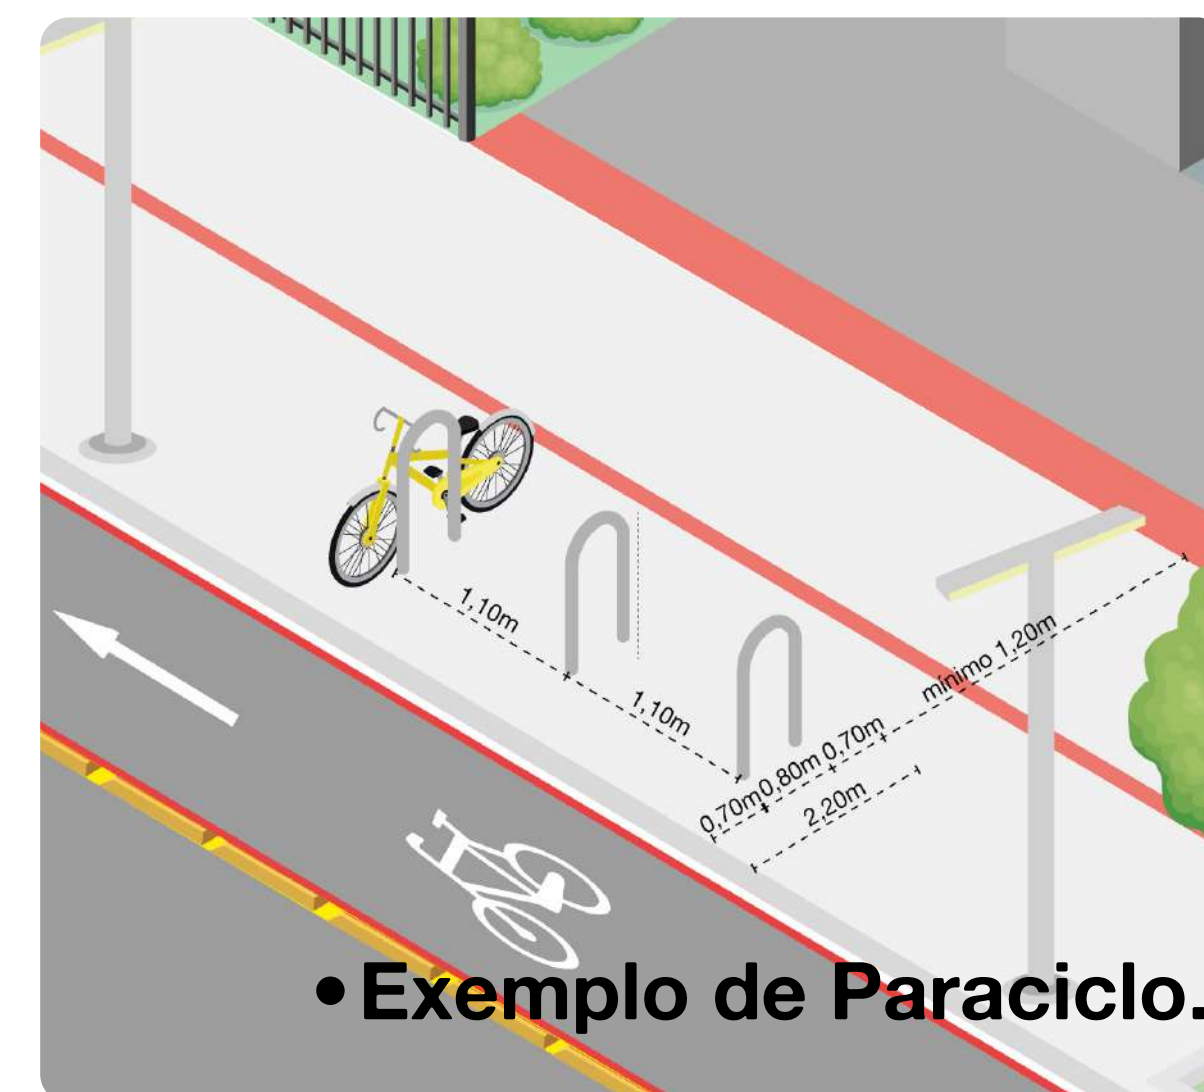 1,10m
1,10m
mínimo 1,20m
0,70m
0,80m
0,70m
2,20m
•Exemplo de Paraciclo.